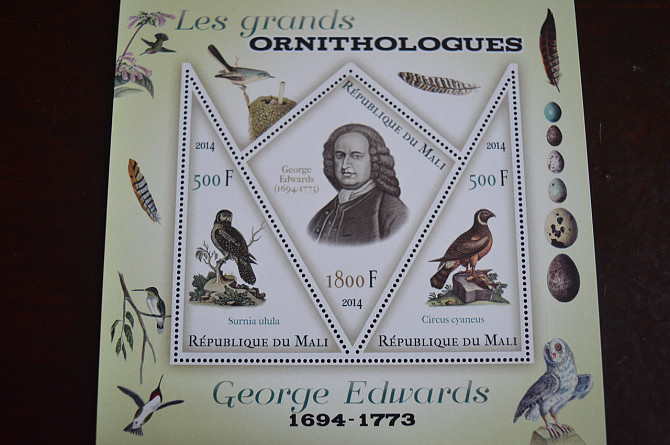 Les grands
ORNITHOLOGUES
RÉPUBLIQUE DU MALI
2014
500 F
George
Edwards
(1694-1773)
2014
500 F
1800 F
2014
Surnia ulula
Circus cyaneus
RÉPUBLIQUE DU MALI
RÉPUBLIQUE DU MALI
George Edwards
1694-1773